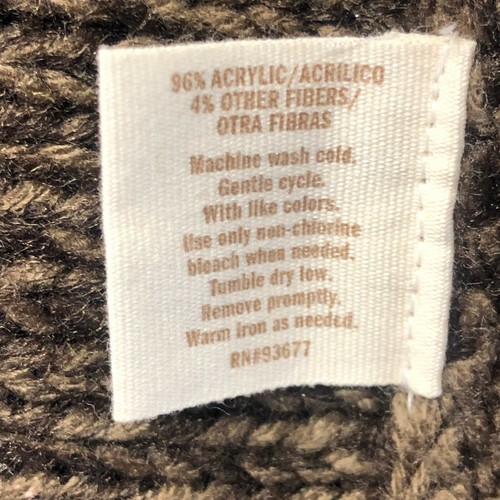 96% ACRYLIC/ACRILICO
4% OTHER FIBERS/
OTRA FIBRAS
Machine wash cold.
Gentle cycle.
With like colors.
Use only non-chlorine
bleach when needed.
Tumble dry low.
Remove promptly.
Warm iron as needed.
RN#93677